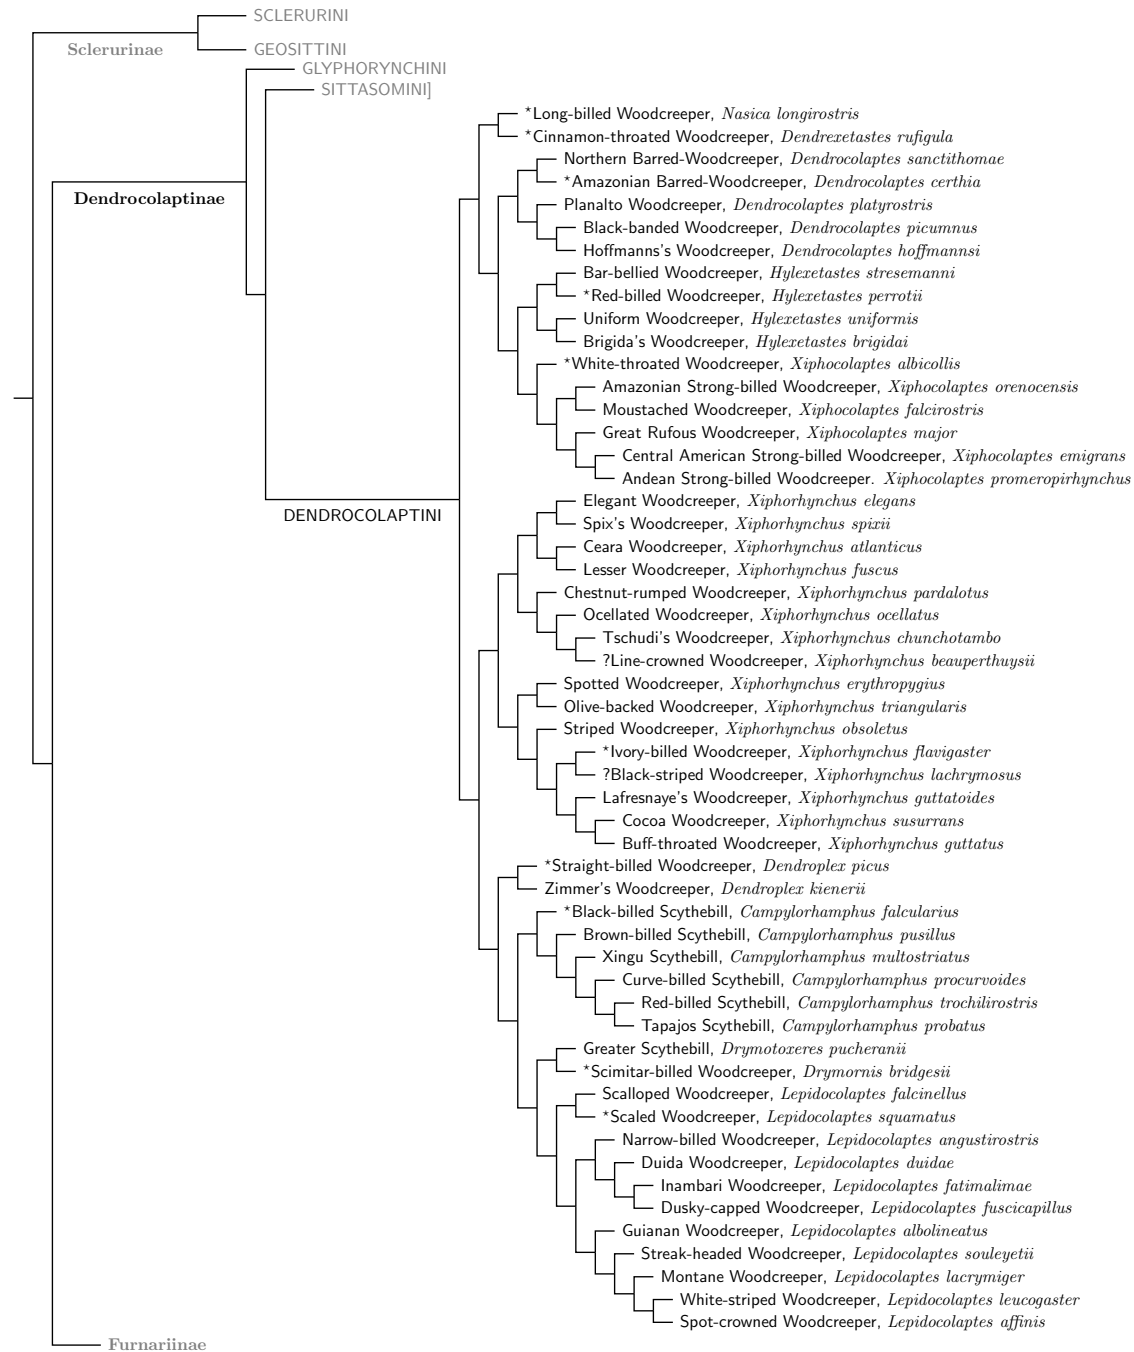 SCLERURINI
Sclerurinae
GEOSITTINI
GLYPHORYNCHINI
SITTASOMINI]
*Long-billed Woodcreeper, Nasica longirostris
*Cinnamon-throated Woodcreeper, Dendrexetastes rufigula
Northern Barred-Woodcreeper, Dendrocolaptes sanctithomae
*Amazonian Barred-Woodcreeper, Dendrocolaptes certhia
Dendrocolaptinae
Planalto Woodcreeper, Dendrocolaptes platyrostris
Black-banded Woodcreeper, Dendrocolaptes picumnus
Hoffmanns's Woodcreeper, Dendrocolaptes hoffmannsi
Bar-bellied Woodcreeper, Hylexetastes stresemanni
*Red-billed Woodcreeper, Hylexetastes perrotii
Uniform Woodcreeper, Hylexetastes uniformis
Brigida's Woodcreeper, Hylexetastes brigidai
*White-throated Woodcreeper, Xiphocolaptes albicollis
Amazonian Strong-billed Woodcreeper, Xiphocolaptes orenocensis
Moustached Woodcreeper, Xiphocolaptes falcirostris
Great Rufous Woodcreeper, Xiphocolaptes major
Central American Strong-billed Woodcreeper, Xiphocolaptes emigrans
Andean Strong-billed Woodcreeper. Xiphocolaptes promeropirhynchus
Elegant Woodcreeper, Xiphorhynchus elegans
DENDROCOLAPTINI
Spix's Woodcreeper, Xiphorhynchus spixii
Ceara Woodcreeper, Xiphorhynchus atlanticus
Lesser Woodcreeper, Xiphorhynchus fuscus
Chestnut-rumped Woodcreeper, Xiphorhynchus pardalotus
Ocellated Woodcreeper, Xiphorhynchus ocellatus
Tschudi's Woodcreeper, Xiphorhynchus chunchotambo
?Line-crowned Woodcreeper, Xiphorhynchus beauperthuysii
Spotted Woodcreeper, Xiphorhynchus erythropygius
Olive-backed Woodcreeper, Xiphorhynchus triangularis
Striped Woodcreeper, Xiphorhynchus obsoletus
*Ivory-billed Woodcreeper, Xiphorhynchus flavigaster
?Black-striped Woodcreeper, Xiphorhynchus lachrymosus
Lafresnaye's Woodcreeper, Xiphorhynchus guttatoides
Cocoa Woodcreeper, Xiphorhynchus susurrans
Buff-throated Woodcreeper, Xiphorhynchus guttatus
*Straight-billed Woodcreeper, Dendroplex picus
Zimmer's Woodcreeper, Dendroplex kienerii
*Black-billed Scythebill, Campylorhamphus falcularius
Brown-billed Scythebill, Campylorhamphus pusillus
Xingu Scythebill, Campylorhamphus multostriatus
Curve-billed Scythebill, Campylorhamphus procurvoides
Red-billed Scythebill, Campylorhamphus trochilirostris
Tapajos Scythebill, Campylorhamphus probatus
Greater Scythebill, Drymotoxeres pucheranii
*Scimitar-billed Woodcreeper, Drymornis bridgesii
Scalloped Woodcreeper, Lepidocolaptes falcinellus
*Scaled Woodcreeper, Lepidocolaptes squamatus
Narrow-billed Woodcreeper, Lepidocolaptes angustirostris
Duida Woodcreeper, Lepidocolaptes duidae
Inambari Woodcreeper, Lepidocolaptes fatimalimae
Dusky-capped Woodcreeper, Lepidocolaptes fuscicapillus
Guianan Woodcreeper, Lepidocolaptes albolineatus
Streak-headed Woodcreeper, Lepidocolaptes souleyetii
Montane Woodcreeper, Lepidocolaptes lacrymiger
White-striped Woodcreeper, Lepidocolaptes leucogaster
Spot-crowned Woodcreeper, Lepidocolaptes affinis
Furnariinae